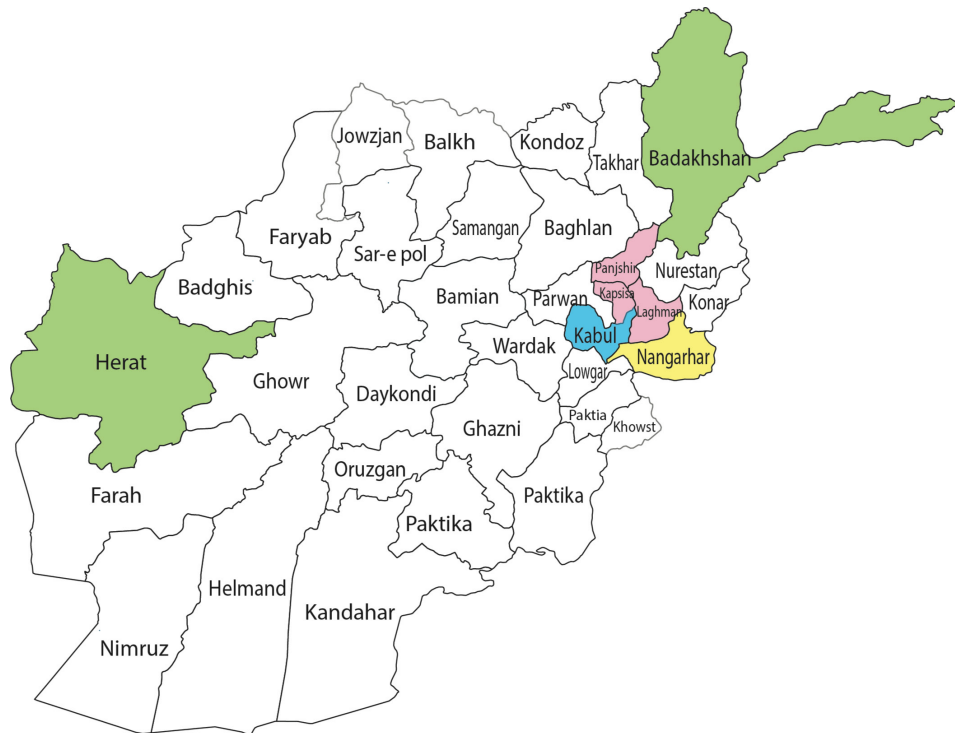 Jowzjan
Balkh
Kondoz
Takhar
Badakhshan
Faryab
Sar-e pol
Samangan
Baghlan
Badghis
Bamian
Parwan
Panjshir
Kapsisa
Laghman
Nurestan
Konar
Kabul
Nangarhar
Herat
Ghowr
Wardak
Lowgar
Daykondi
Paktia
Khowst
Ghazni
Oruzgan
Farah
Paktika
Paktika
Helmand
Kandahar
Nimruz